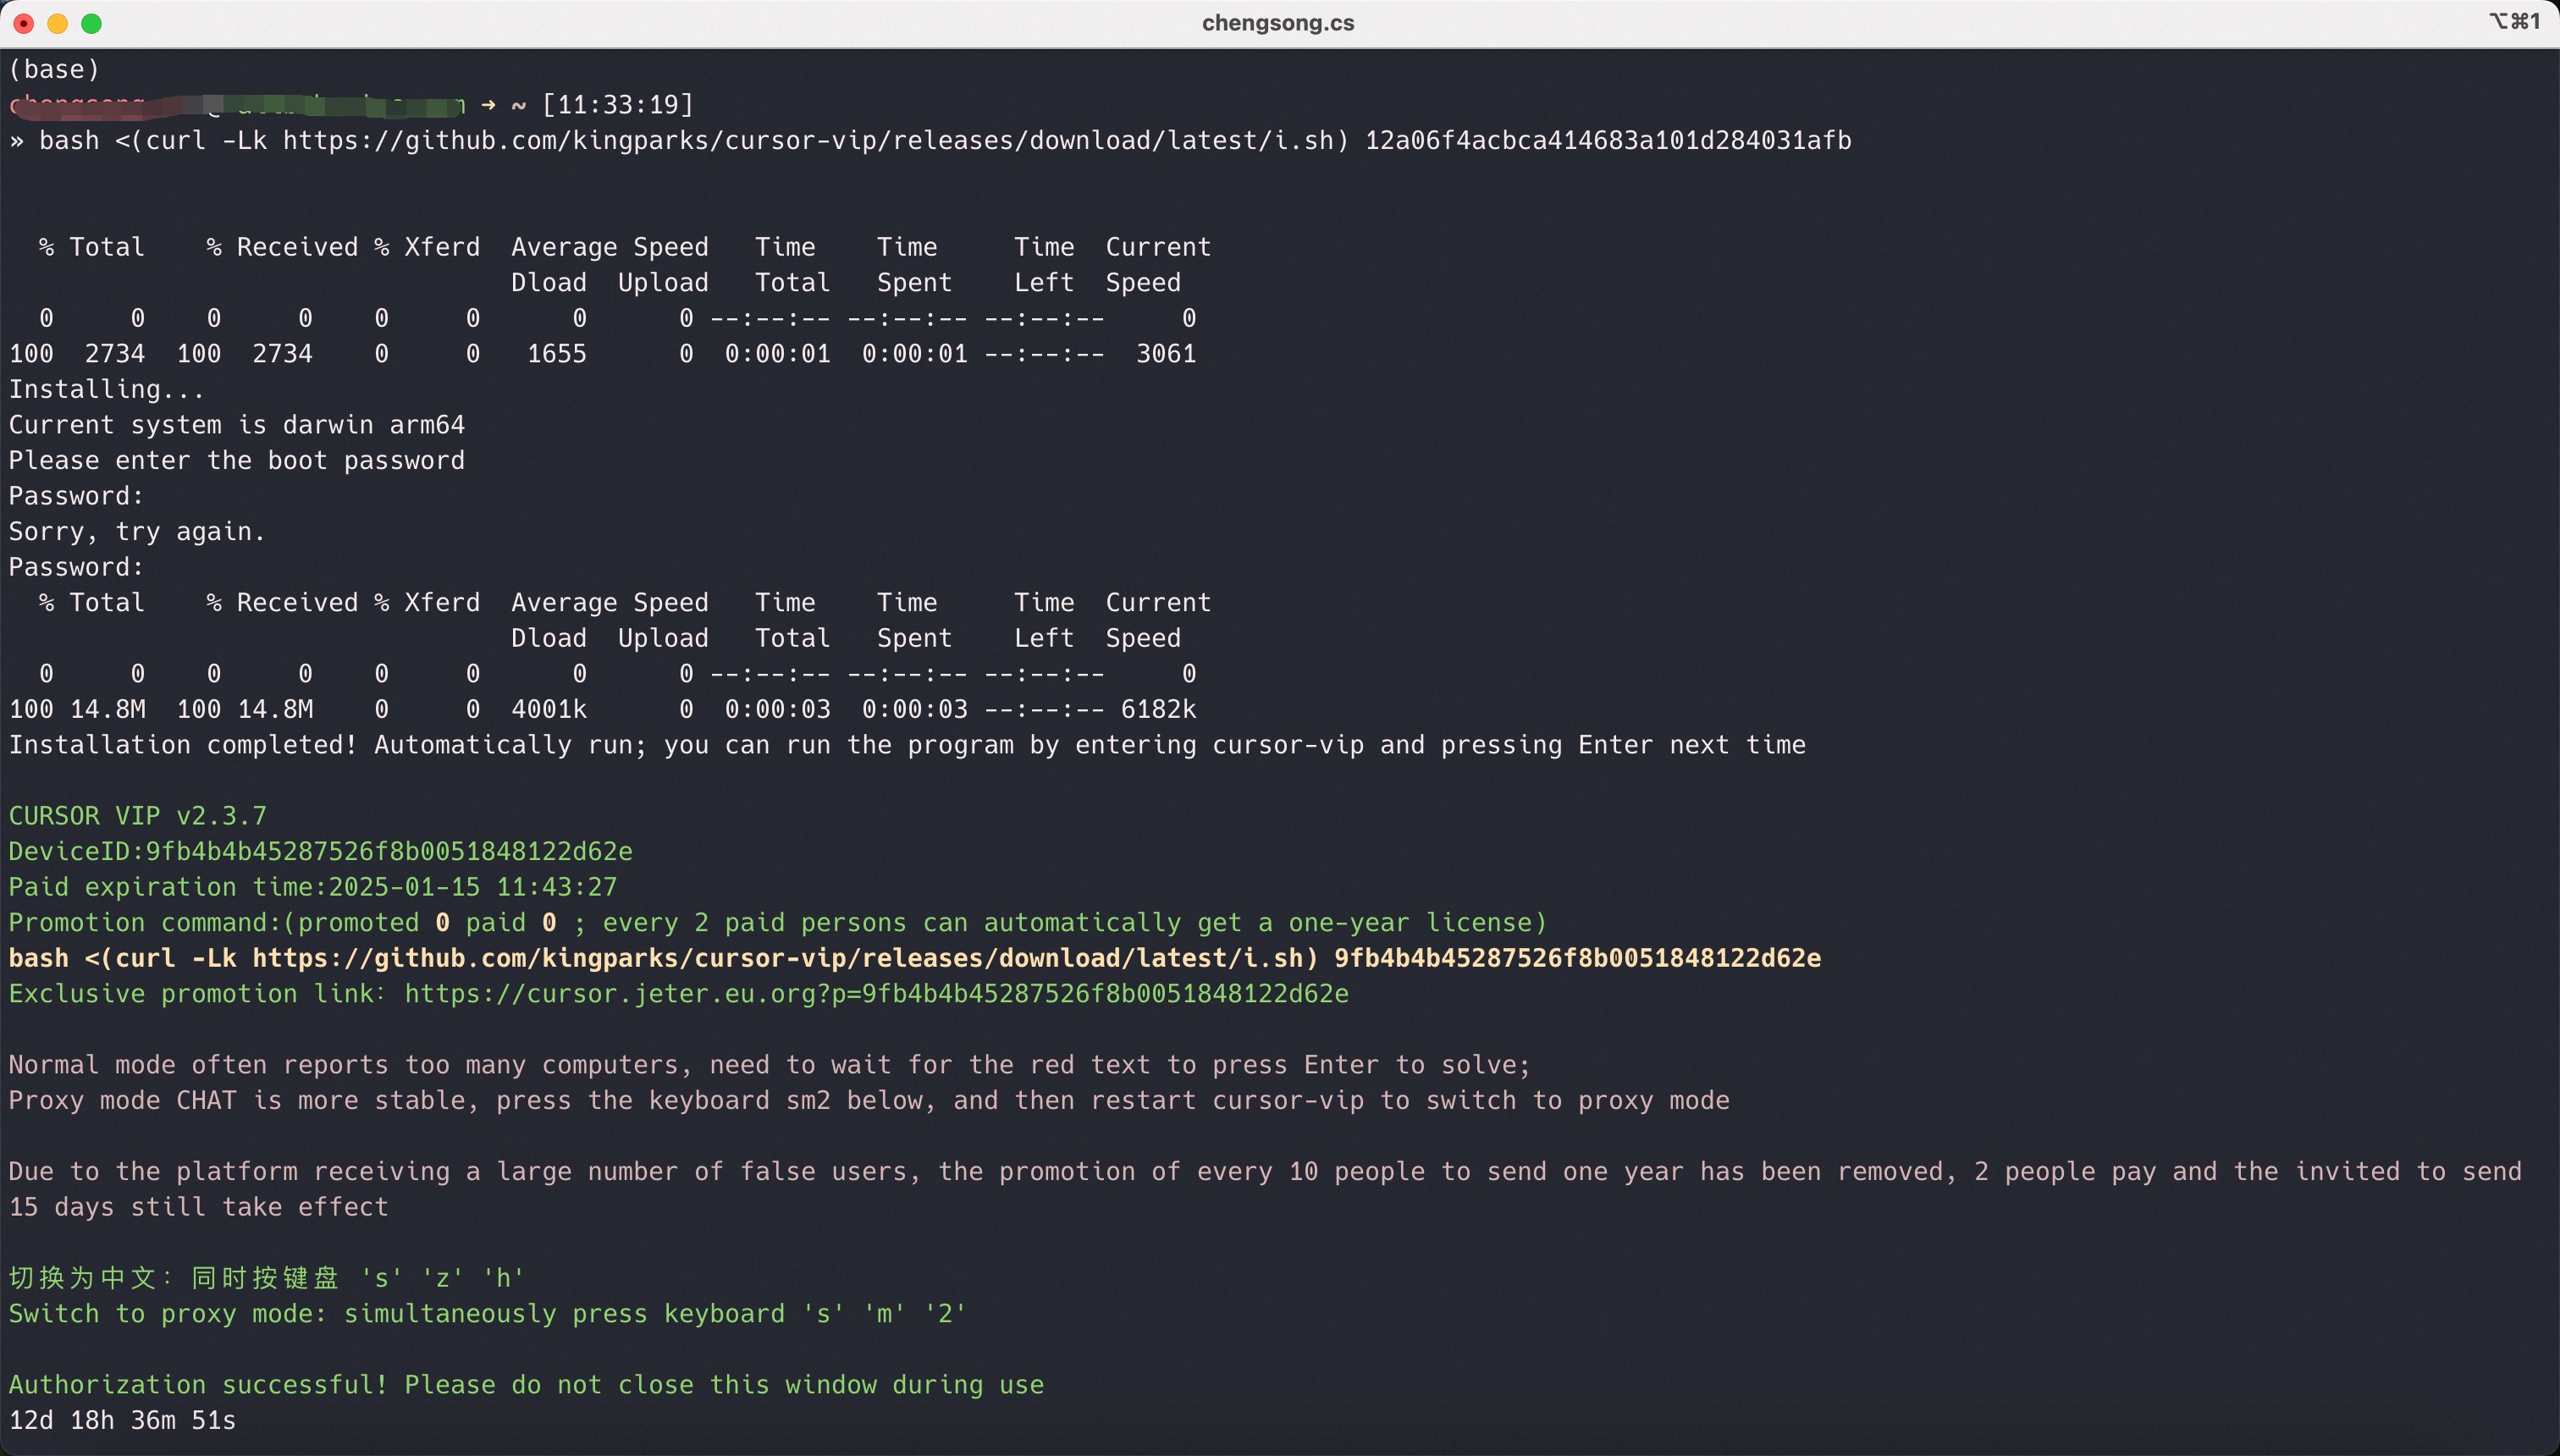 chengsong.cs
⌥⌘1
(base)
➜ ~ [11:33:19]
» bash <(curl -Lk https://github.com/kingparks/cursor-vip/releases/download/latest/i.sh) 12a06f4acbca414683a101d284031afb
% Total % Received % Xferd Average Speed Time Time Time Current
Dload Upload Total Spent Left Speed
0 0 0 0 0 0 0 0 --:--:-- --:--:-- --:--:-- 0
100 2734 100 2734 0 0 1655 0 0:00:01 0:00:01 --:--:-- 3061
Installing...
Current system is darwin arm64
Please enter the boot password
Password:
Sorry, try again.
Password:
% Total % Received % Xferd Average Speed Time Time Time Current
Dload Upload Total Spent Left Speed
0 0 0 0 0 0 0 0 --:--:-- --:--:-- --:--:-- 0
100 14.8M 100 14.8M 0 0 4001k 0 0:00:03 0:00:03 --:--:-- 6182k
Installation completed! Automatically run; you can run the program by entering cursor-vip and pressing Enter next time
CURSOR VIP v2.3.7
DeviceID:9fb4b4b45287526f8b0051848122d62e
Paid expiration time:2025-01-15 11:43:27
Promotion command:(promoted 0 paid 0 ; every 2 paid persons can automatically get a one-year license)
bash <(curl -Lk https://github.com/kingparks/cursor-vip/releases/download/latest/i.sh) 9fb4b4b45287526f8b0051848122d62e
Exclusive promotion link：https://cursor.jeter.eu.org?p=9fb4b4b45287526f8b0051848122d62e
Normal mode often reports too many computers, need to wait for the red text to press Enter to solve;
Proxy mode CHAT is more stable, press the keyboard sm2 below, and then restart cursor-vip to switch to proxy mode
Due to the platform receiving a large number of false users, the promotion of every 10 people to send one year has been removed, 2 people pay and the invited to send
15 days still take effect
切换为中文：同时按键盘 's' 'z' 'h'
Switch to proxy mode: simultaneously press keyboard 's' 'm' '2'
Authorization successful! Please do not close this window during use
12d 18h 36m 51s